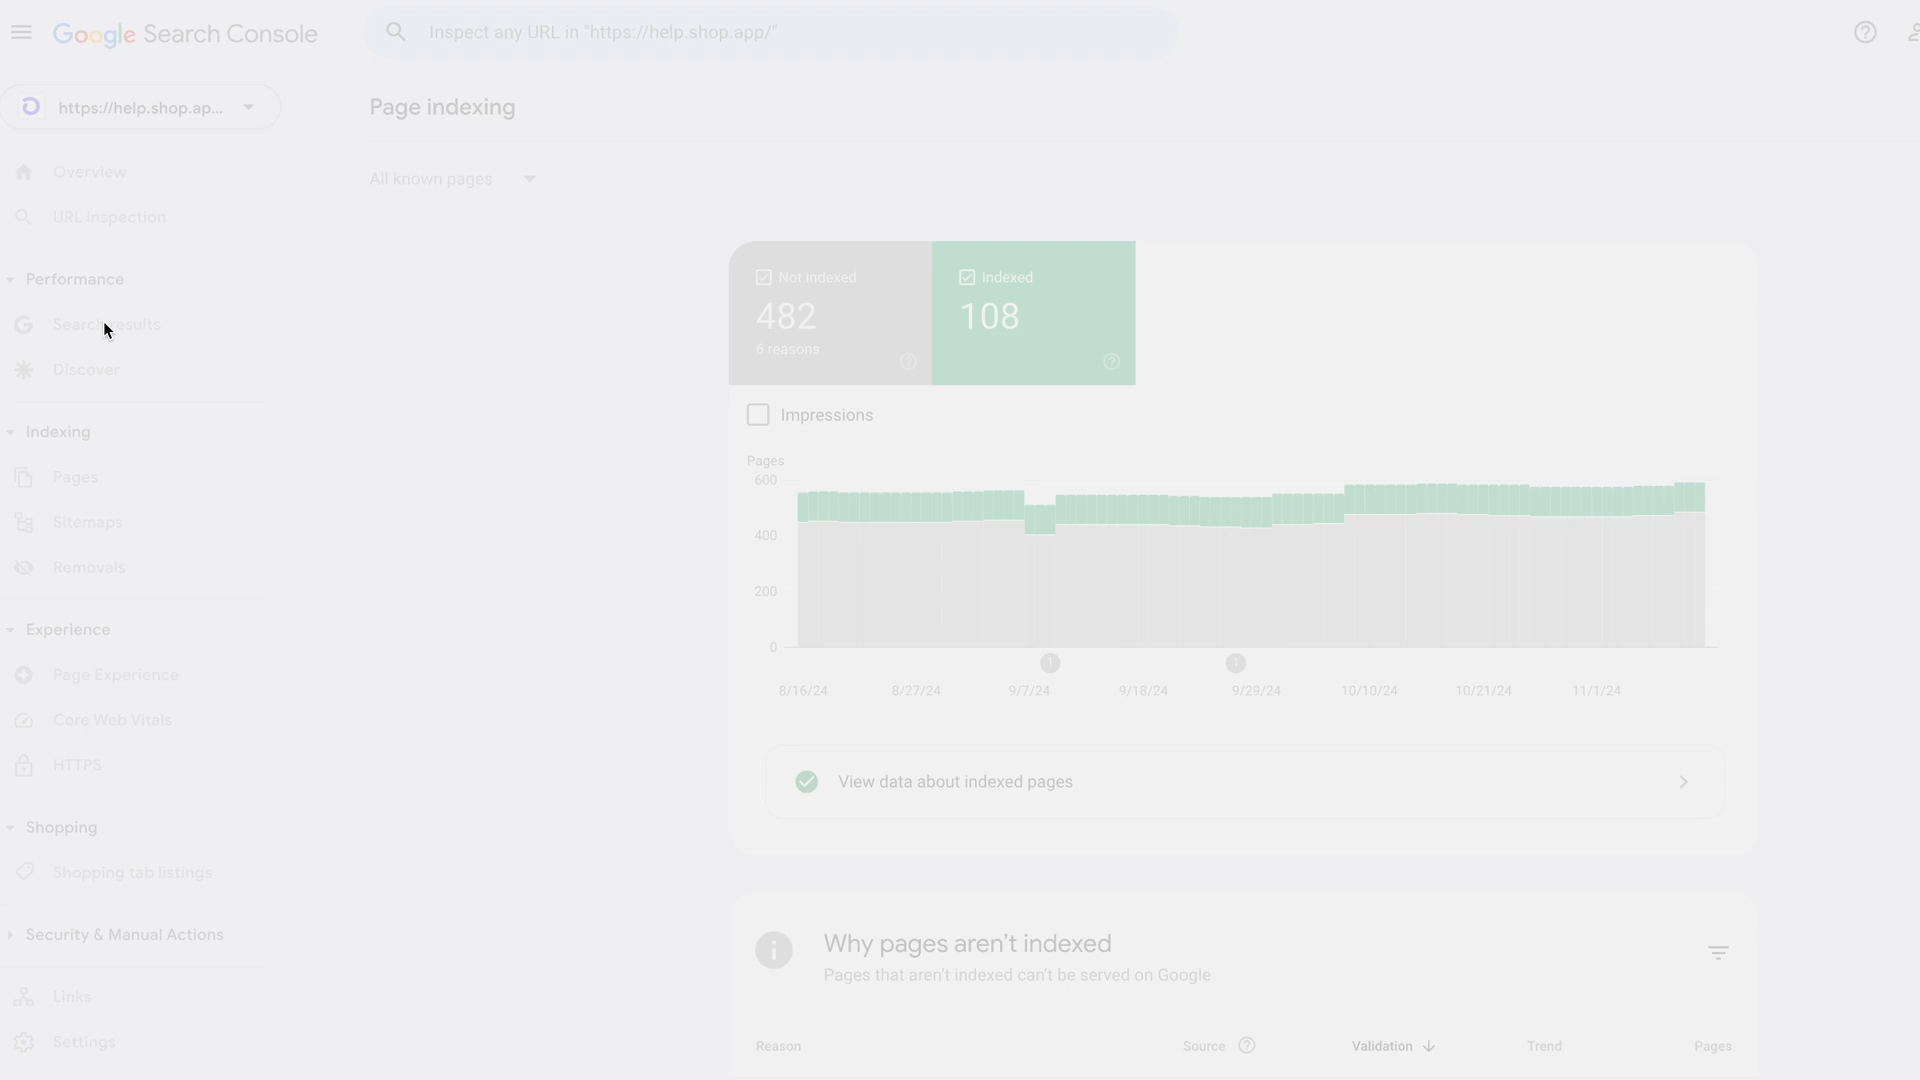 Google Search Console
Inspect any URL in "https://help.shop.app/"
https://help.shop.ap...
Page indexing
Overview
URL inspection
Performance
Search results
Discover
Indexing
Pages
Sitemaps
Removals
Experience
Page Experience
Core Web Vitals
HTTPS
Shopping
Shopping tab listings
Security & Manual Actions
Links
Settings
All known pages
Not indexed
482
6 reasons
Indexed
108
Impressions
Pages
600
400
200
0
1 1
8/16/24 8/27/24 9/7/24 9/18/24 9/29/24 10/10/24 10/21/24 11/1/24
View data about indexed pages
Why pages aren't indexed
Pages that aren't indexed can't be served on Google
Reason Source Validation Trend Pages